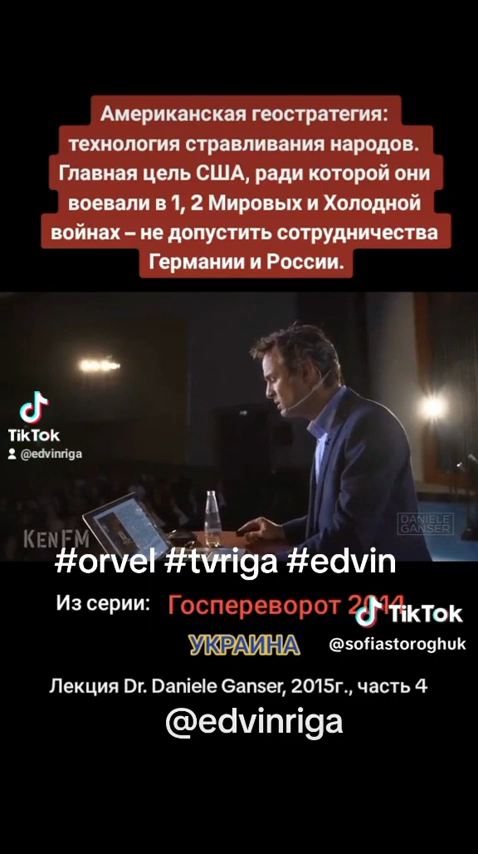 Американская геостратегия:
технология стравливания народов.
Главная цель США, ради которой они
воевали в 1, 2 Мировых и Холодной
войнах – не допустить сотрудничества
Германии и России.
TikTok
@edvinriga
KENFM
DANIELE
GANSER
#orvel #tvriga #edvin
Из серии: Госпереворот 2014
TikTok
УКРАИНА
@sofiastoroghuk
Лекция Dr. Daniele Ganser, 2015г., часть 4
@edvinriga